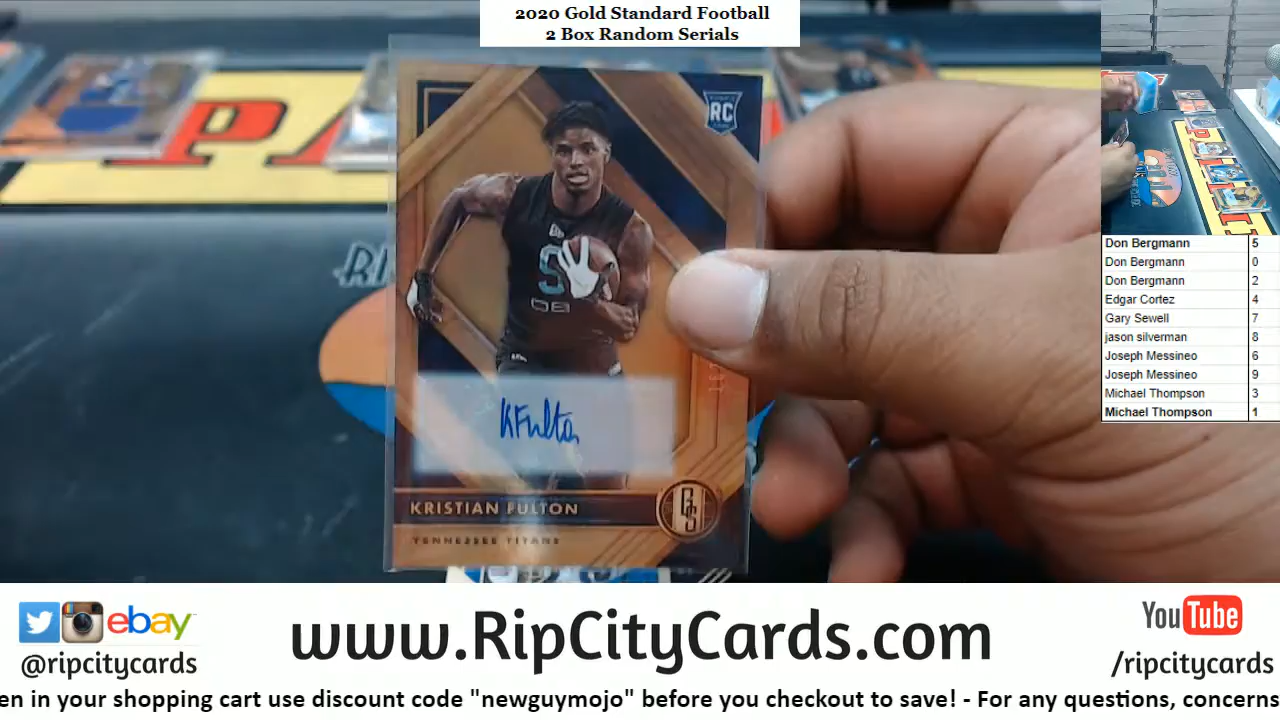 2020 Gold Standard Football
2 Box Random Serials
RC
KFulton
KRISTIAN FULTON
GS
TENNESSEE TITANS
Don Bergmann 5
Don Bergmann 0
Don Bergmann 2
Edgar Cortez 4
Gary Sewell 7
jason silverman 8
Joseph Messineo 6
Joseph Messineo 9
Michael Thompson 3
Michael Thompson 1
ebay
@ripcitycards
www.RipCityCards.com
YouTube
/ripcitycards
en in your shopping cart use discount code "newguymojo" before you checkout to save! - For any questions, concerns